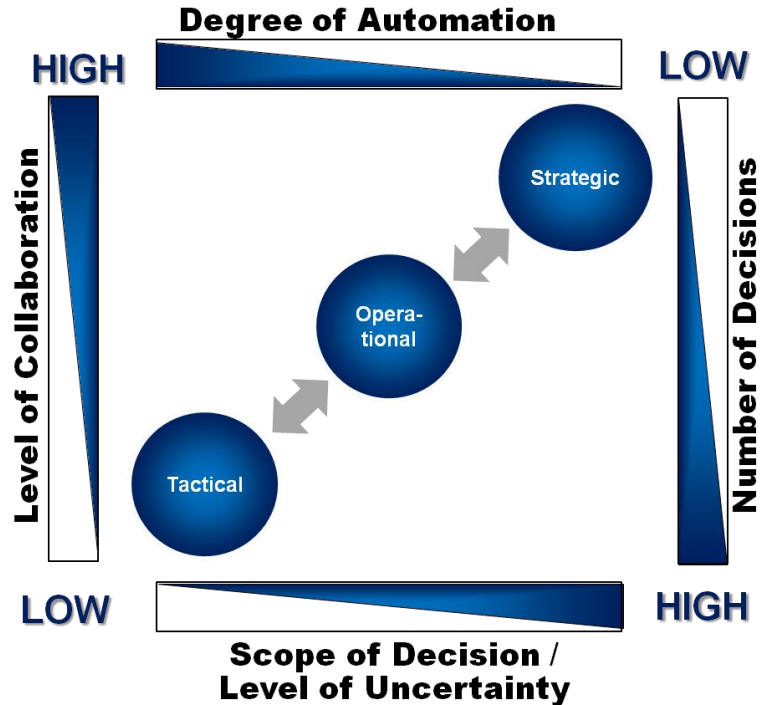 Degree of Automation
HIGH
LOW
Strategic
Level of Collaboration
Number of Decisions
Opera-
tional
Tactical
LOW
HIGH
Scope of Decision /
Level of Uncertainty